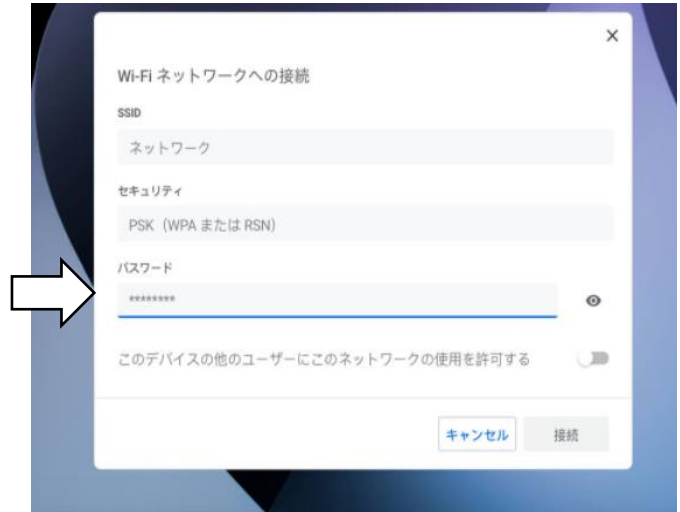 Wi-Fi ネットワークへの接続
SSID
ネットワーク
セキュリティ
PSK（WPA または RSN）
パスワード
********
このデバイスの他のユーザーにこのネットワークの使用を許可する
キャンセル 接続